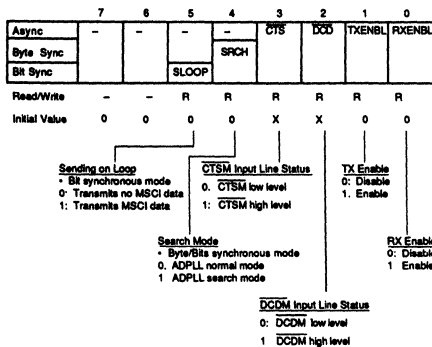 7 6 5 4 3 2 1 0
Async – – – – CTS DCD TXENBL RXENBL
Byte Sync SRCH
Bit Sync SLOOP
Read/Write – – R R R R R R
Initial Value 0 0 0 0 X X 0 0
Sending on Loop
• Bit synchronous mode
0: Transmits no MSCI data
1: Transmits MSCI data
CTSM Input Line Status
0. CTSM low level
1: CTSM high level
TX Enable
0: Disable
1. Enable
Search Mode
• Byte/Bits synchronous mode
0. ADPLL normal mode
1 ADPLL search mode
RX Enable
0: Disable
1 Enable
DCDM Input Line Status
0: DCDM low level
1 DCDM high level